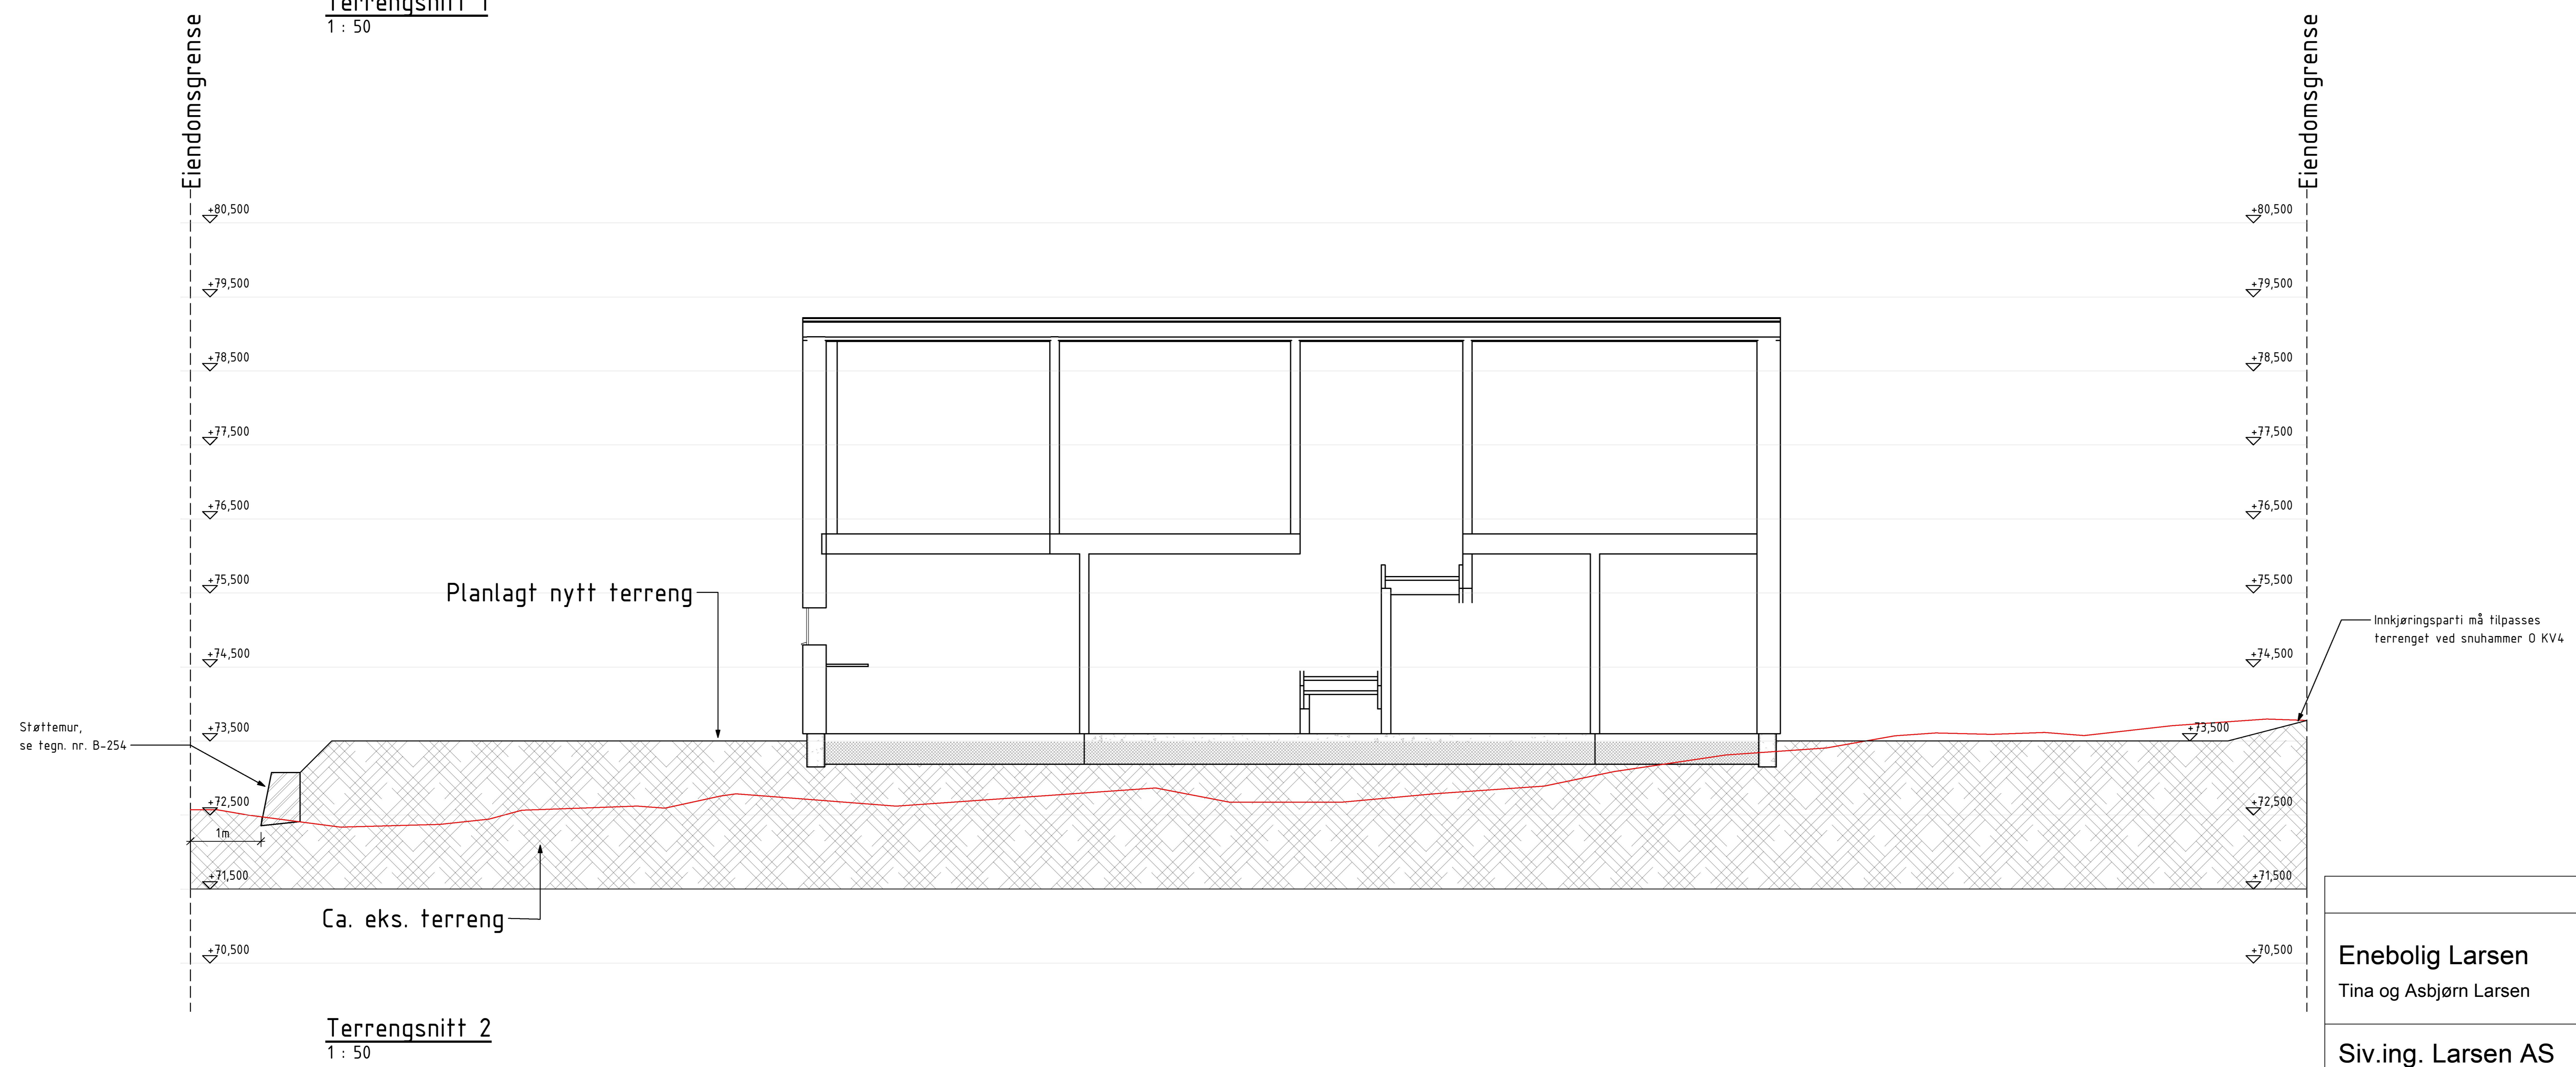 Terrengsnitt 1
1 : 50
Eiendomsgrense
Eiendomsgrense
+80,500
+80,500
+79,500
+79,500
+78,500
+78,500
+77,500
+77,500
+76,500
+76,500
+75,500
+75,500
Planlagt nytt terreng
Innkjøringsparti må tilpasses
terrenget ved snuhammer O KV4
+74,500
+74,500
Støttemur,
se tegn. nr. B-254
+73,500
+73,500
+72,500
+72,500
1m
+71,500
+71,500
Ca. eks. terreng
+70,500
+70,500
Enebolig Larsen
Tina og Asbjørn Larsen
Terrengsnitt 2
1 : 50
Siv.ing. Larsen AS